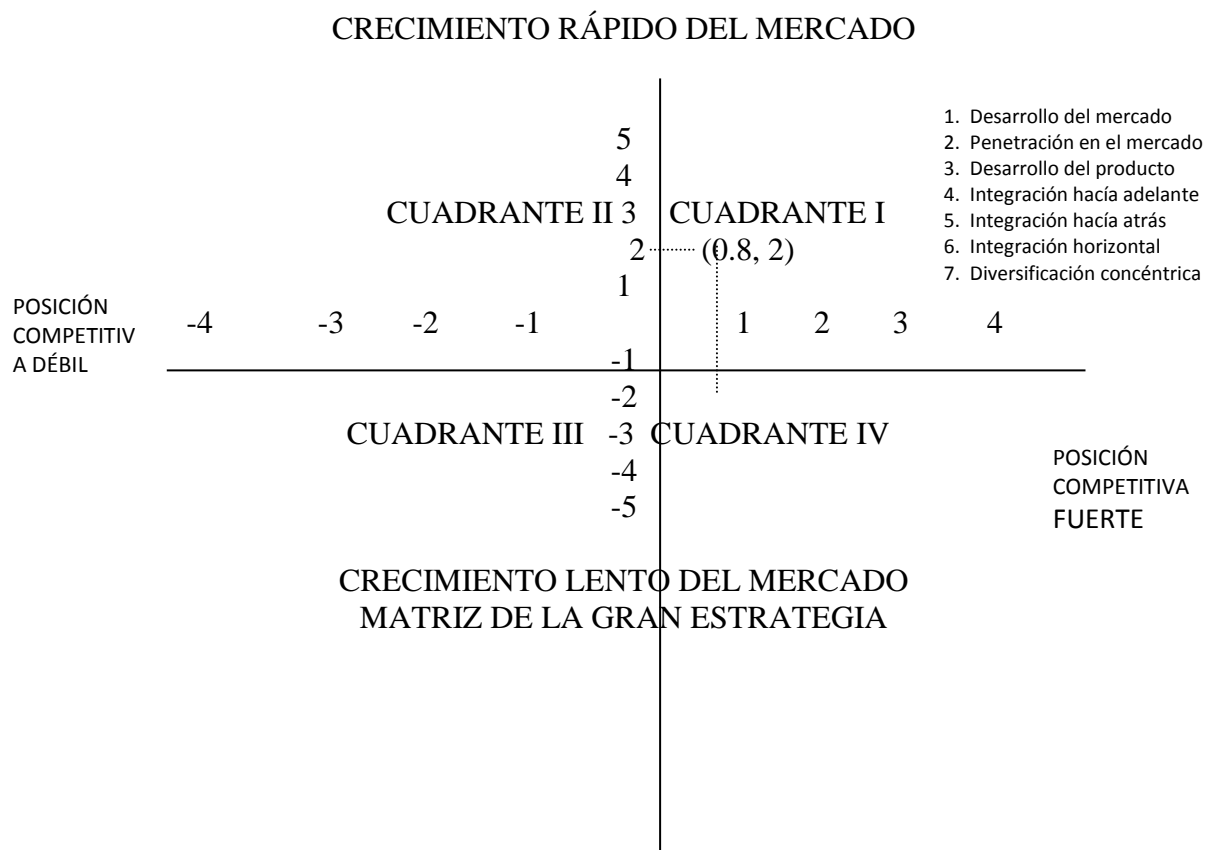 CRECIMIENTO RÁPIDO DEL MERCADO
1. Desarrollo del mercado
2. Penetración en el mercado
3. Desarrollo del producto
4. Integración hacía adelante
5. Integración hacía atrás
6. Integración horizontal
7. Diversificación concéntrica
5
4
CUADRANTE II 3 CUADRANTE I
2 (0.8, 2)
1
POSICIÓN
COMPETITIV
A DÉBIL
-4 -3 -2 -1 1 2 3 4
-1
-2
CUADRANTE III -3 CUADRANTE IV
-4
-5
POSICIÓN
COMPETITIVA
FUERTE
CRECIMIENTO LENTO DEL MERCADO
MATRIZ DE LA GRAN ESTRATEGIA